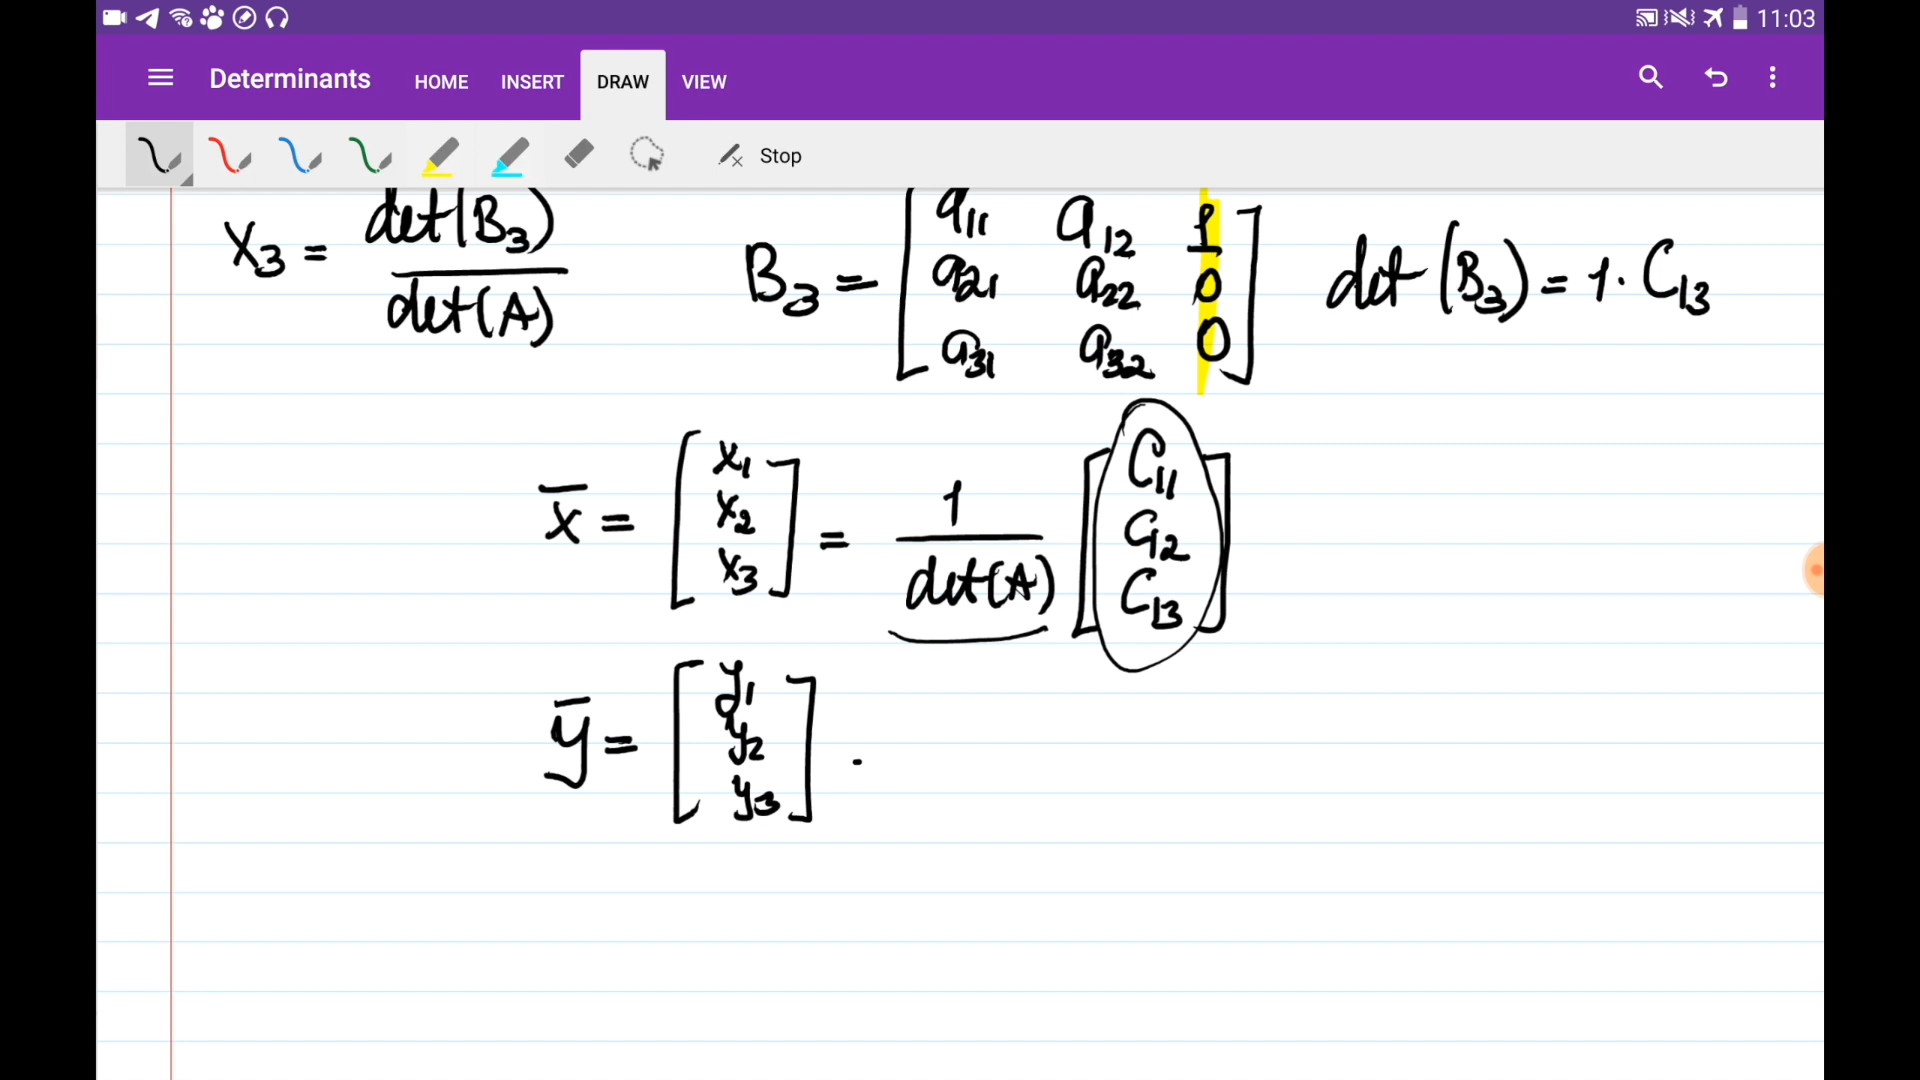 11:03
Determinants HOME INSERT DRAW VIEW
Stop
x₃ = det(B₃) / det(A)
B₃ = [ a₁₁ a₁₂ 1
a₂₁ a₂₂ 0
a₃₁ a₃₂ 0 ]
det(B₃) = 1 · C₁₃
x̄ = [ x₁ x₂ x₃ ] = 1 / det(A) [ C₁₁ C₁₂ C₁₃ ]
ȳ = [ y₁ y₂ y₃ ] .